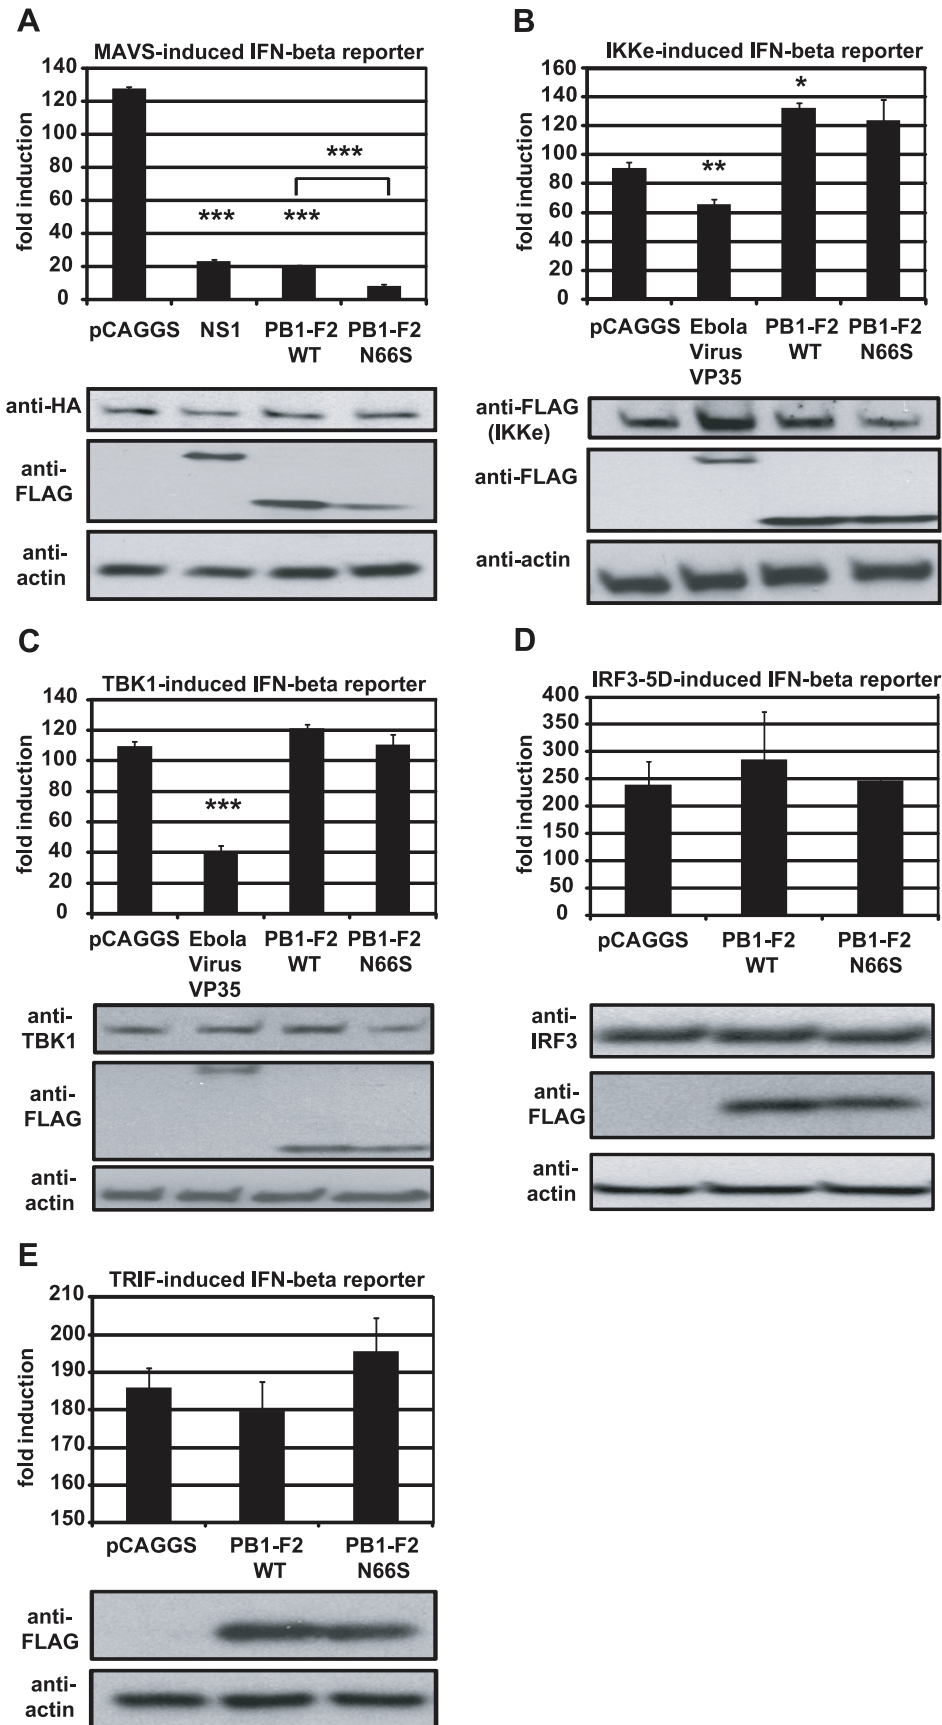 A
MAVS-induced IFN-beta reporter
fold induction
140
120
100
80
60
40
20
0
***
***
***
pCAGGS NS1 PB1-F2 PB1-F2
WT N66S
anti-HA
anti-
FLAG
anti-
actin
B
IKKe-induced IFN-beta reporter
fold induction
160
140
120
100
80
60
40
20
0
*
**
pCAGGS Ebola PB1-F2 PB1-F2
Virus WT N66S
VP35
anti-FLAG
(IKKe)
anti-FLAG
anti-actin
C
TBK1-induced IFN-beta reporter
fold induction
140
120
100
80
60
40
20
0
***
pCAGGS Ebola PB1-F2 PB1-F2
Virus WT N66S
VP35
anti-
TBK1
anti-
FLAG
anti-
actin
D
IRF3-5D-induced IFN-beta reporter
fold induction
400
350
300
250
200
150
100
50
0
pCAGGS PB1-F2 PB1-F2
WT N66S
anti-
IRF3
anti-
FLAG
anti-
actin
E
TRIF-induced IFN-beta reporter
fold induction
210
200
190
180
170
160
150
pCAGGS PB1-F2 PB1-F2
WT N66S
anti-
FLAG
anti-
actin